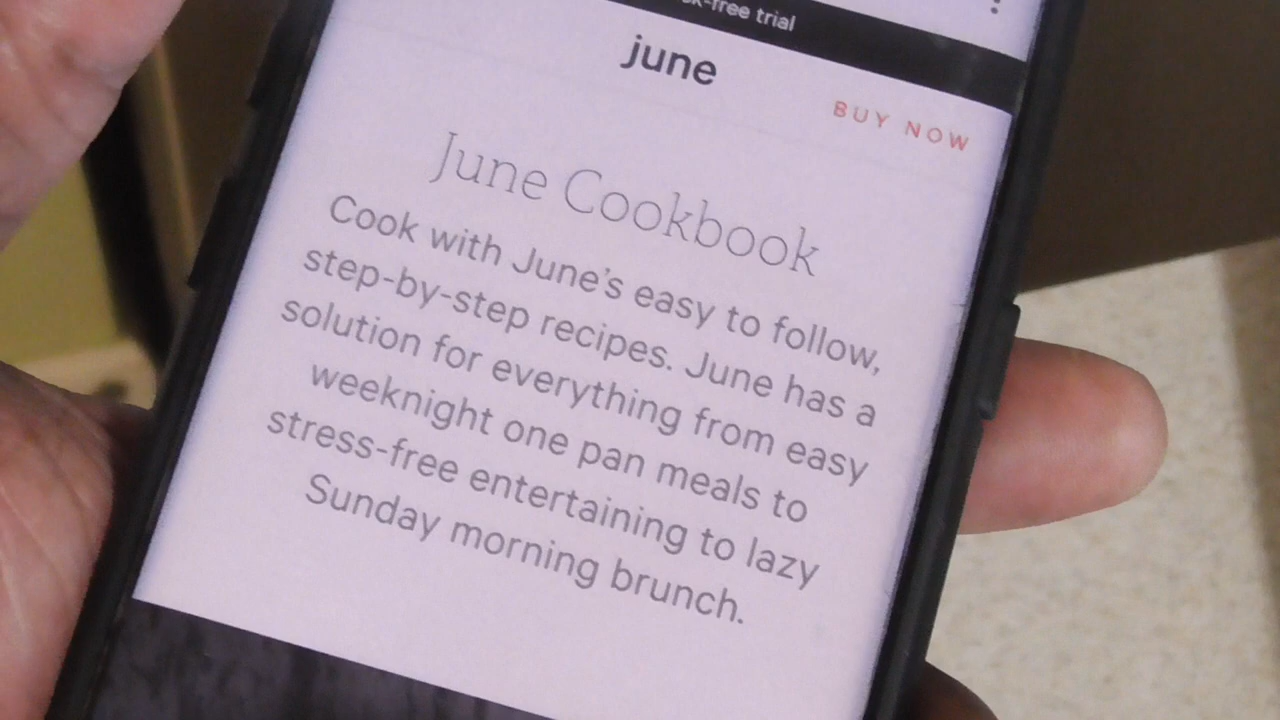 -free trial
june
BUY NOW
June Cookbook
Cook with June's easy to follow,
step-by-step recipes. June has a
solution for everything from easy
weeknight one pan meals to
stress-free entertaining to lazy
Sunday morning brunch.